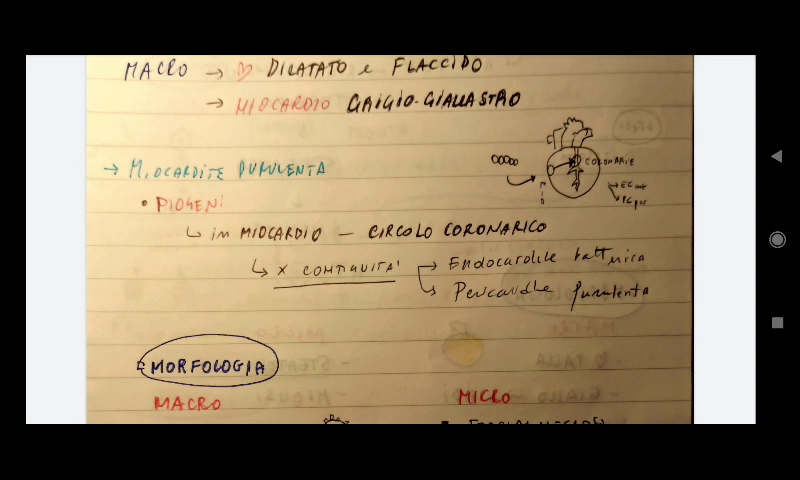 MACRO → ♡ DILATATO e FLACCIDO
→ MIOCARDIO GRIGIO-GIALLASTRO
→ MIOCARDITE PURULENTA
CORONARIE
• PIOGENI
↳ in MIOCARDIO – CIRCOLO CORONARICO
↳ x CONTIGUITA' → Endocardite batterica
↳ Pericardite Purulenta
MORFOLOGIA
MACRO MICRO